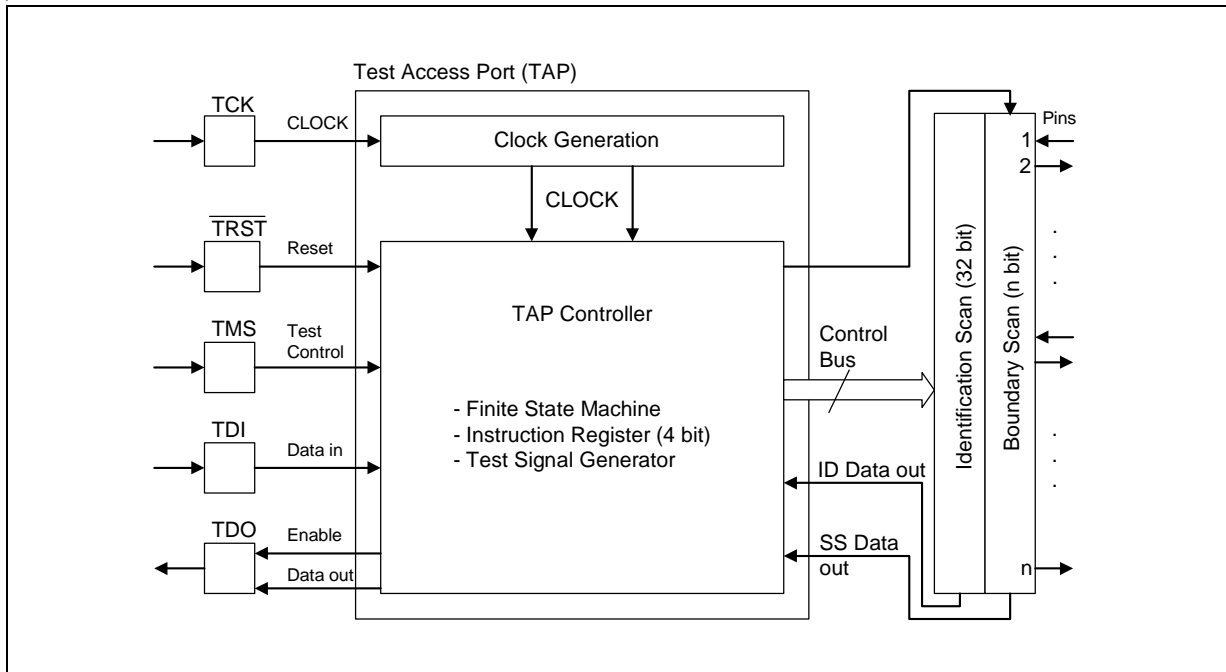 Test Access Port (TAP)
TCK
CLOCK
Clock Generation
Pins
1
2
CLOCK
TRST
Reset
TAP Controller
TMS
Test
Control
Control
Bus
- Finite State Machine
- Instruction Register (4 bit)
- Test Signal Generator
TDI
Data in
ID Data out
TDO
Enable
Data out
SS Data
out
Identification Scan (32 bit)
Boundary Scan (n bit)
n